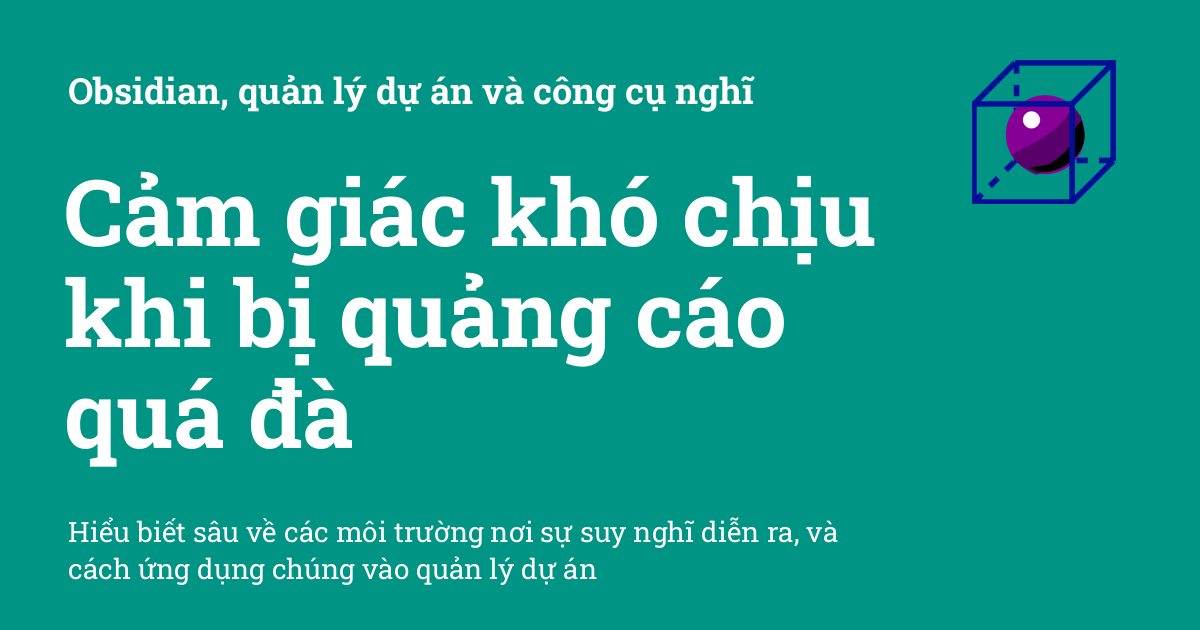 Obsidian, quản lý dự án và công cụ nghĩ
Cảm giác khó chịu
khi bị quảng cáo
quá đà
Hiểu biết sâu về các môi trường nơi sự suy nghĩ diễn ra, và
cách ứng dụng chúng vào quản lý dự án